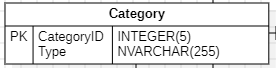 Category
PK CategoryID INTEGER(5)
Type NVARCHAR(255)